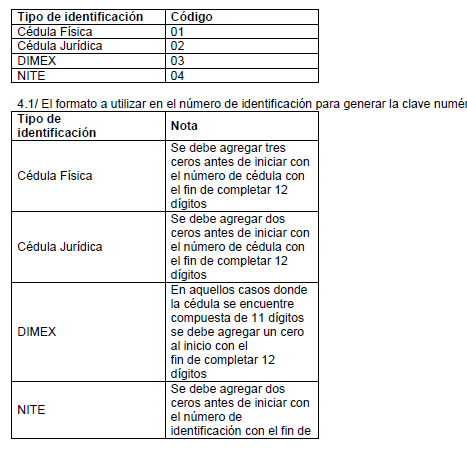 Tipo de identificación Código
Cédula Física 01
Cédula Jurídica 02
DIMEX 03
NITE 04
4.1/ El formato a utilizar en el número de identificación para generar la clave numér
Tipo de
identificación
Nota
Cédula Física
Se debe agregar tres
ceros antes de iniciar con
el número de cédula con
el fin de completar 12
dígitos
Cédula Jurídica
Se debe agregar dos
ceros antes de iniciar con
el número de cédula con
el fin de completar 12
dígitos
DIMEX
En aquellos casos donde
la cédula se encuentre
compuesta de 11 dígitos
se debe agregar un cero
al inicio con el
fin de completar 12
dígitos
NITE
Se debe agregar dos
ceros antes de iniciar con
el número de
identificación con el fin de